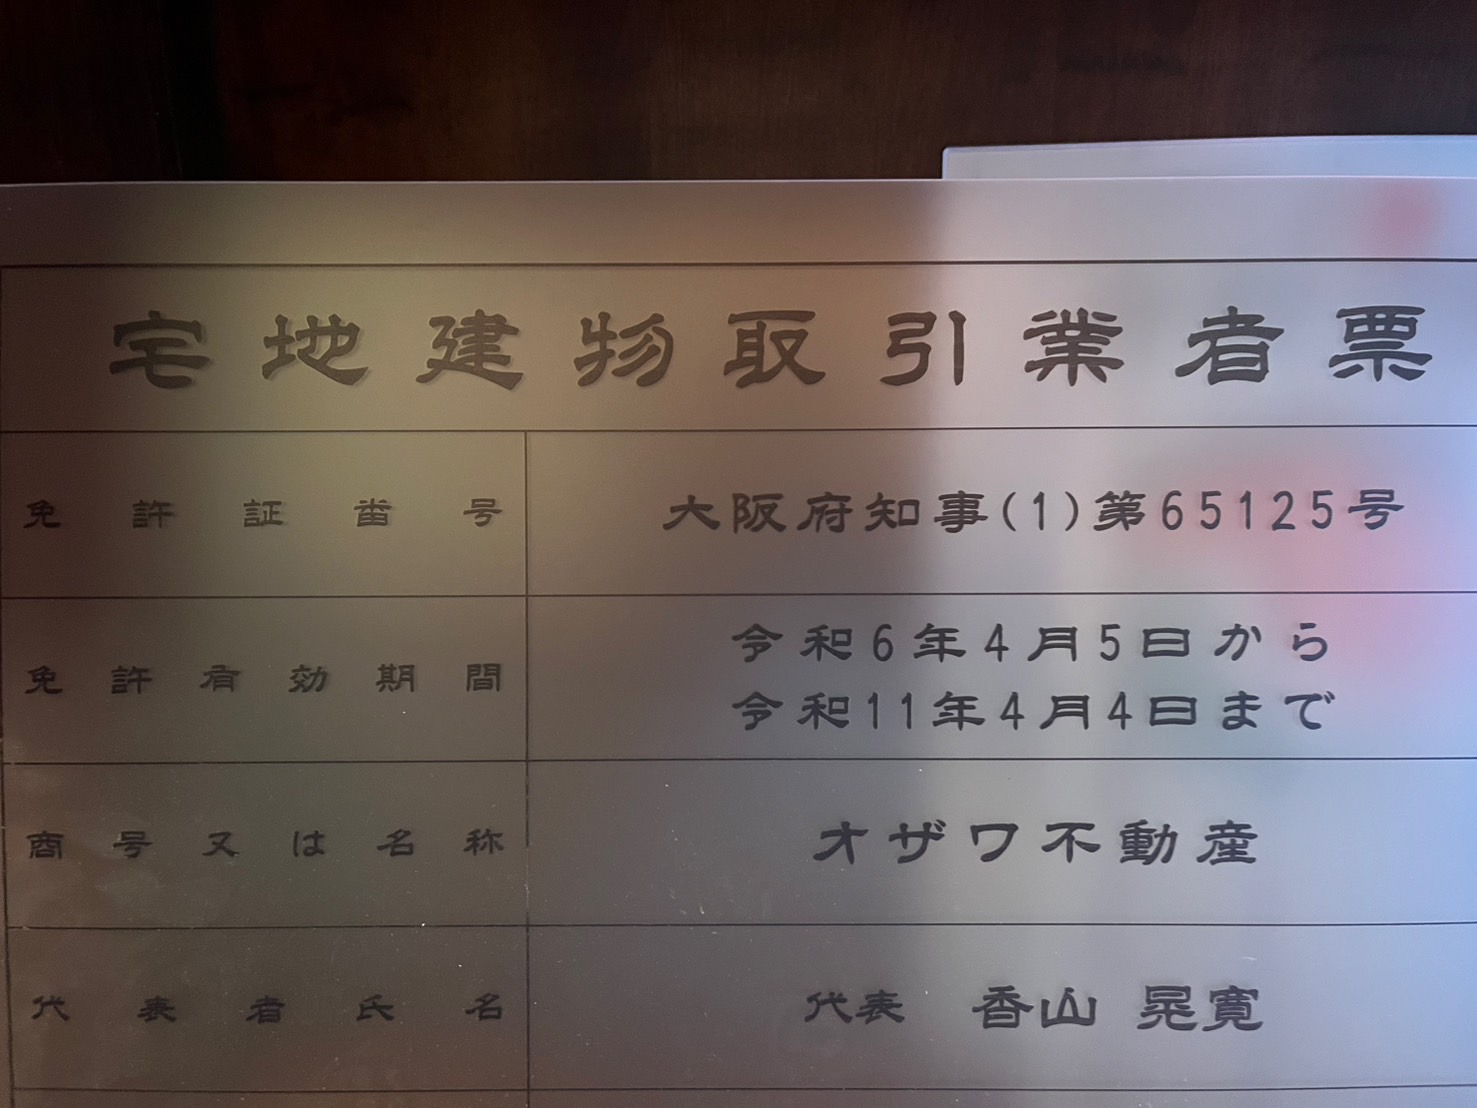 宅地建物取引業者票
免許証番号 大阪府知事(1)第65125号
免許有効期間 令和6年4月5日から
令和11年4月4日まで
商号又は名称 オザワ不動産
代表者氏名 代表 香山 晃寛